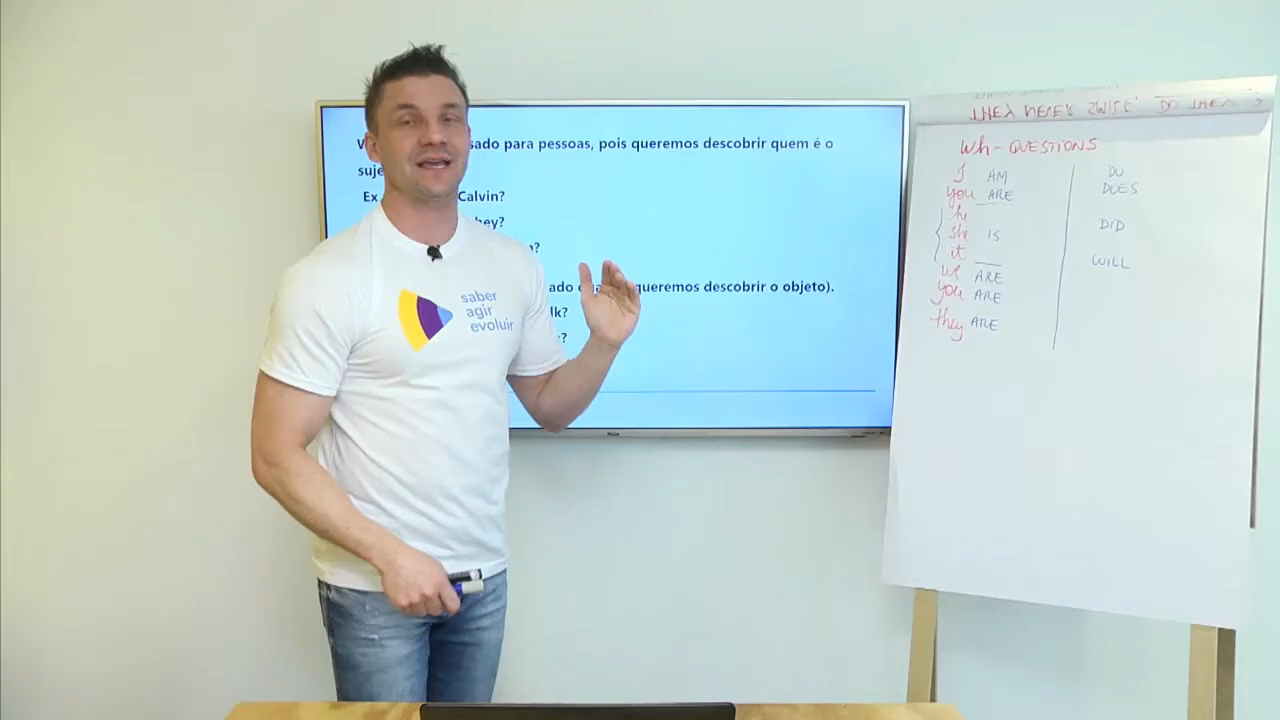 sado para pessoas, pois queremos descobrir quem é o
suje
Ex Calvin?
hey?
?
ado queremos descobrir o objeto).
lk?
?
saber
agir
evoluir
Wh-QUESTIONS
I AM
you ARE
he
she IS
it
we ARE
you ARE
they ARE
DO
DOES
DID
WILL